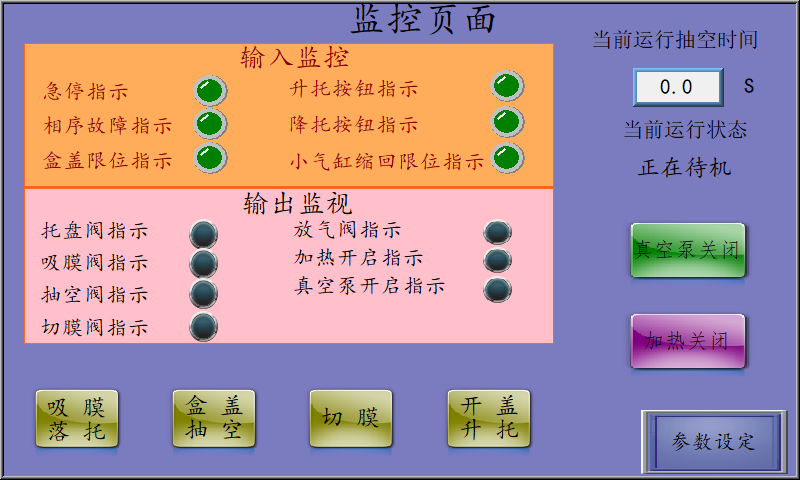 监控页面
输入监控
急停指示
升托按钮指示
相序故障指示
降托按钮指示
盒盖限位指示
小气缸缩回限位指示
输出监视
托盘阀指示
放气阀指示
吸膜阀指示
加热开启指示
抽空阀指示
真空泵开启指示
切膜阀指示
当前运行抽空时间
0.0 S
当前运行状态
正在待机
真空泵关闭
加热关闭
吸膜
落托
盒盖
抽空
切膜
开盖
升托
参数设定